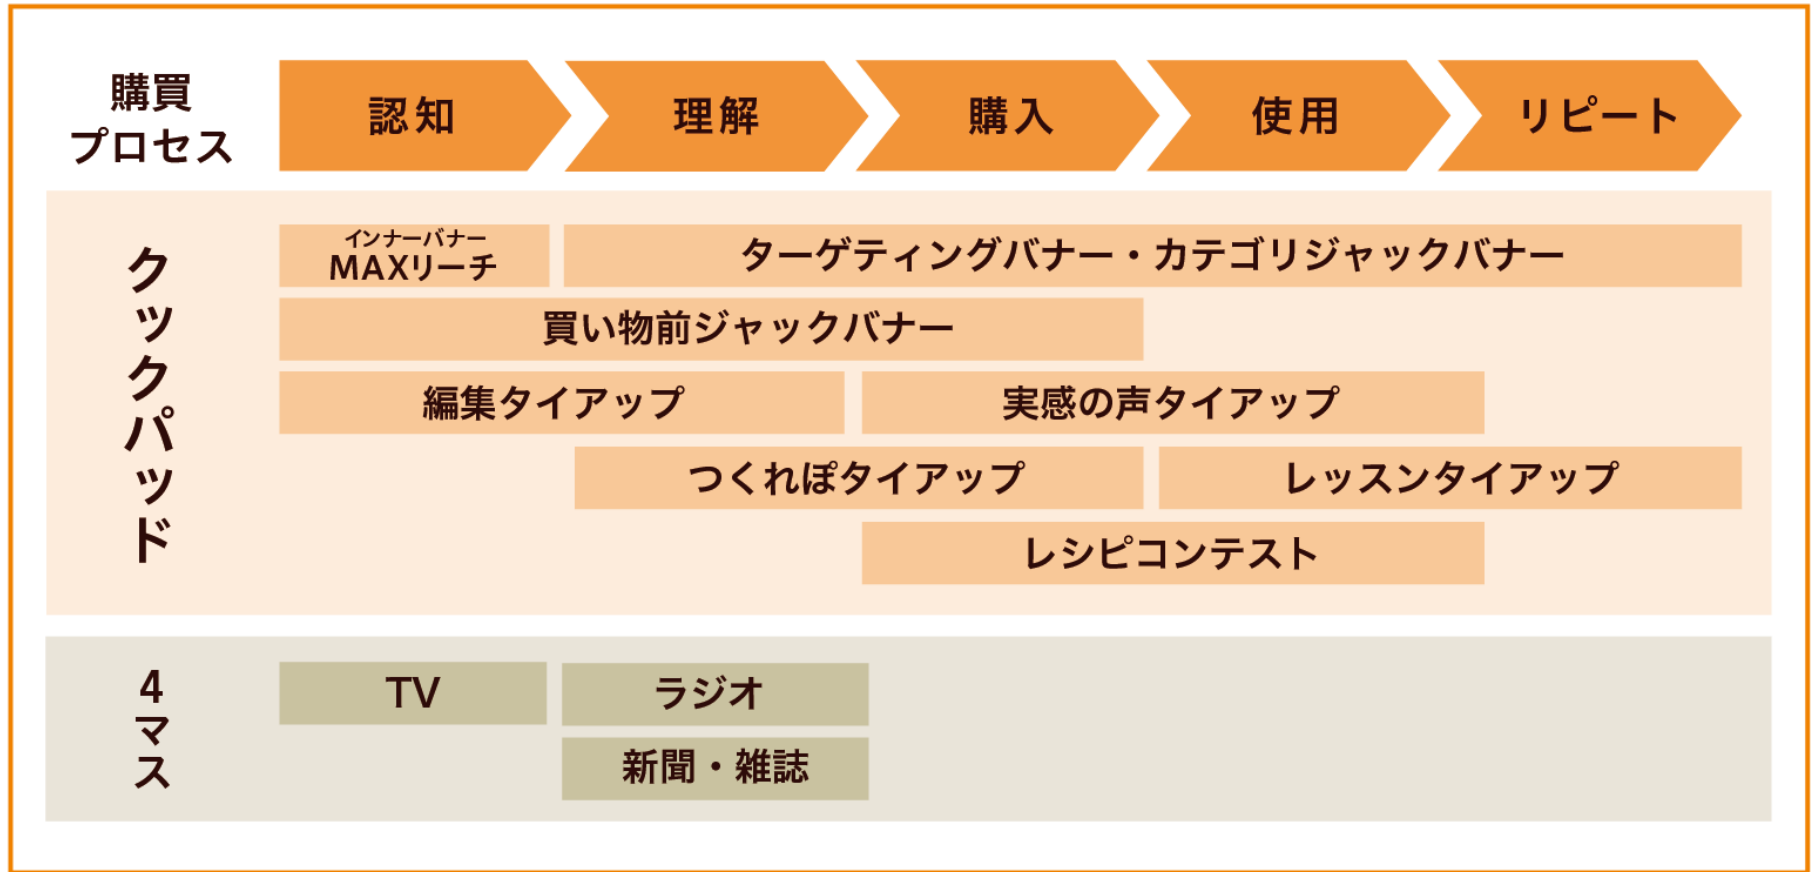 購買
プロセス
認知
理解
購入
使用
リピート
クックパッド
インナーバナー
MAXリーチ
ターゲティングバナー・カテゴリジャックバナー
買い物前ジャックバナー
編集タイアップ
実感の声タイアップ
つくれぽタイアップ
レッスンタイアップ
レシピコンテスト
4マス
TV
ラジオ
新聞・雑誌